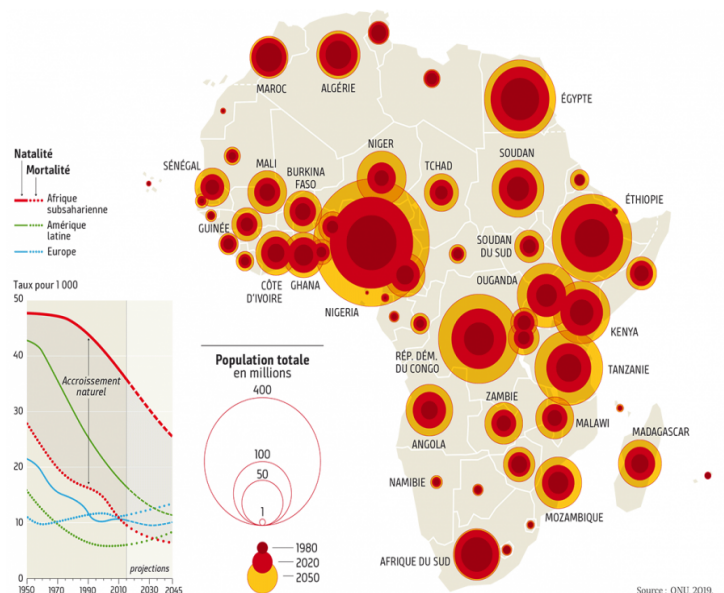 MAROC
ALGÉRIE
ÉGYPTE
NIGER
SOUDAN
SÉNÉGAL
MALI
BURKINA
FASO
TCHAD
ÉTHIOPIE
GUINÉE
SOUDAN
DU SUD
CÔTE
D'IVOIRE
GHANA
OUGANDA
NIGERIA
KENYA
RÉP. DÉM.
DU CONGO
TANZANIE
ZAMBIE
MALAWI
MADAGASCAR
ANGOLA
NAMIBIE
MOZAMBIQUE
AFRIQUE DU SUD
Natalité
Mortalité
Afrique
subsaharienne
Amérique
latine
Europe
Taux pour 1 000
50
40
30
20
10
0
Accroissement
naturel
projections
1950
1970
1990
2010
2030
2045
Population totale
en millions
400
100
50
1
1980
2020
2050
Source : ONU, 2019.